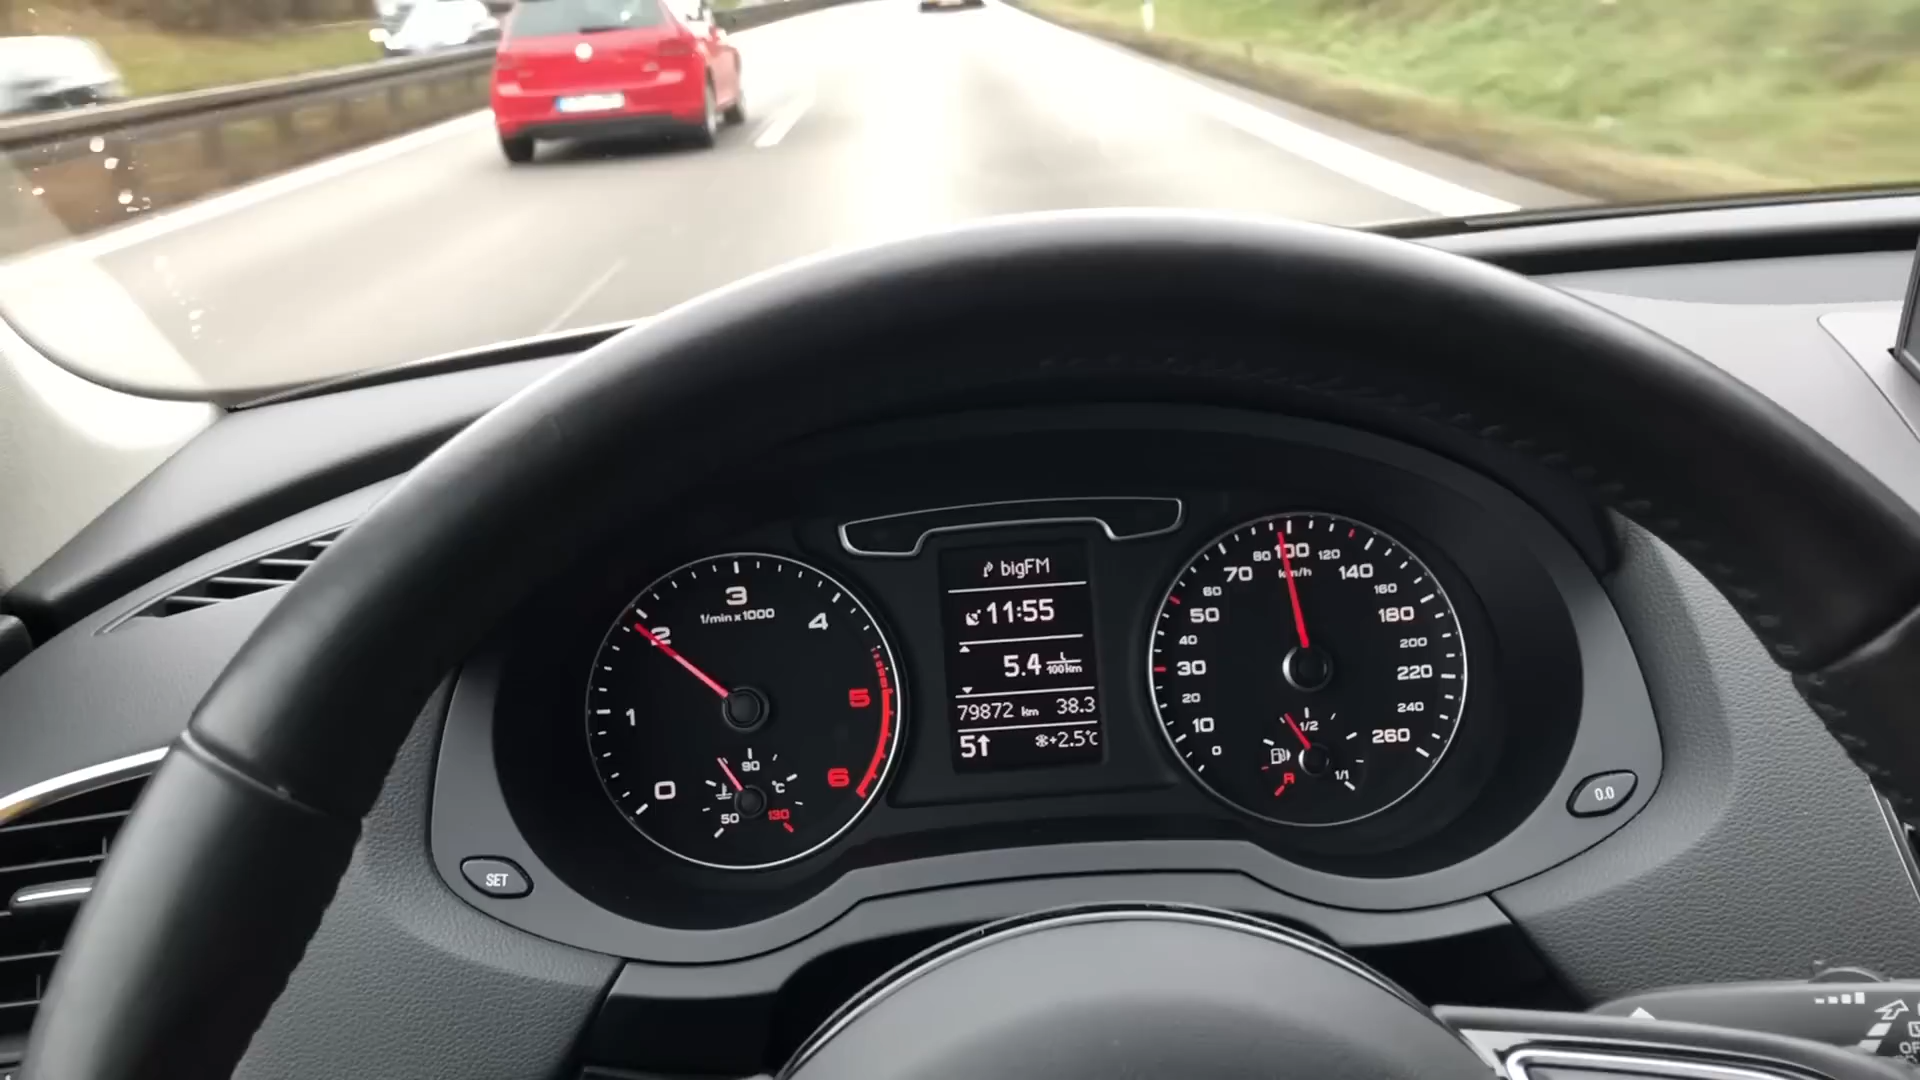 bigFM
11:55
5.4 L/100km
79872 km 38.3
5↑ ❄+2.5°C
0 1 2 3 4 5 6
1/min x 1000
50 90 130 °C
0 10 20 30 40 50 60 70 80 100 120 140 160 180 200 220 240 260
km/h
R 1/2 1/1
SET
0.0